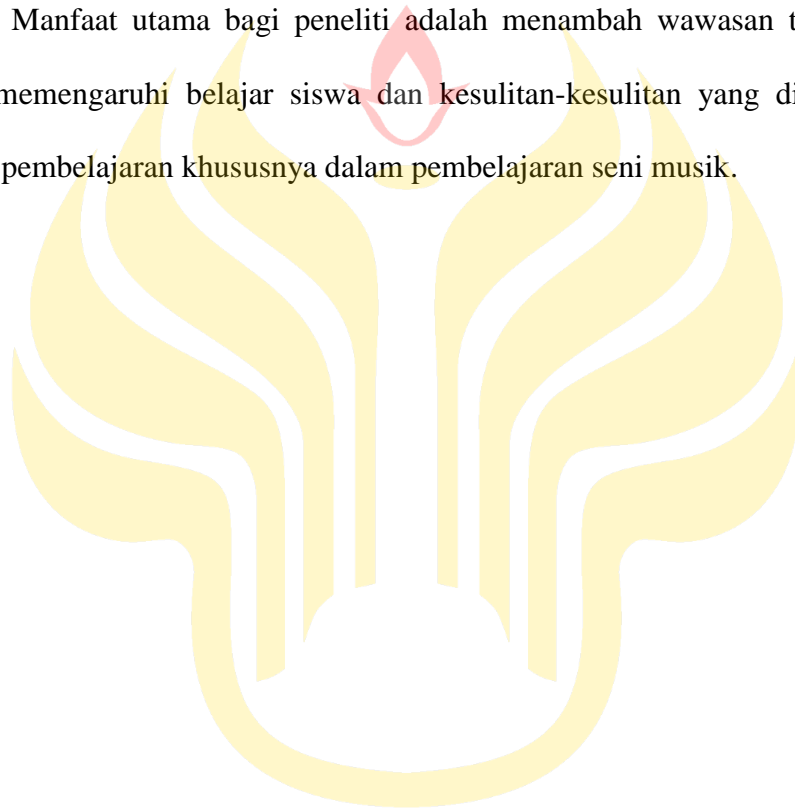 Manfaat utama bagi peneliti adalah menambah wawasan
memengaruhi belajar siswa dan kesulitan-kesulitan yang
pembelajaran khususnya dalam pembelajaran seni musik.